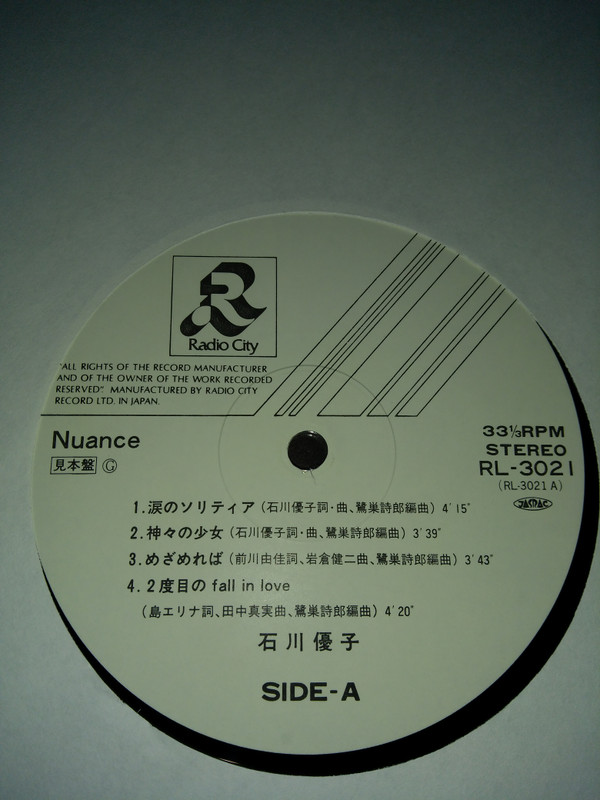 R
Radio City
"ALL RIGHTS OF THE RECORD MANUFACTURER
AND OF THE OWNER OF THE WORK RECORDED
RESERVED" MANUFACTURED BY RADIO CITY
RECORD LTD. IN JAPAN.
Nuance
見本盤 Ⓖ
33⅓RPM
STEREO
RL-3021
(RL-3021 A)
JASRAC
1.涙のソリティア(石川優子詞・曲、鷺巣詩郎編曲) 4'15"
2.神々の少女(石川優子詞・曲、鷺巣詩郎編曲) 3'39"
3.めざめれば(前川由佳詞、岩倉健二曲、鷺巣詩郎編曲) 3'43"
4.2度目の fall in love
(島エリナ詞、田中真実曲、鷺巣詩郎編曲) 4'20"
石川優子
SIDE-A